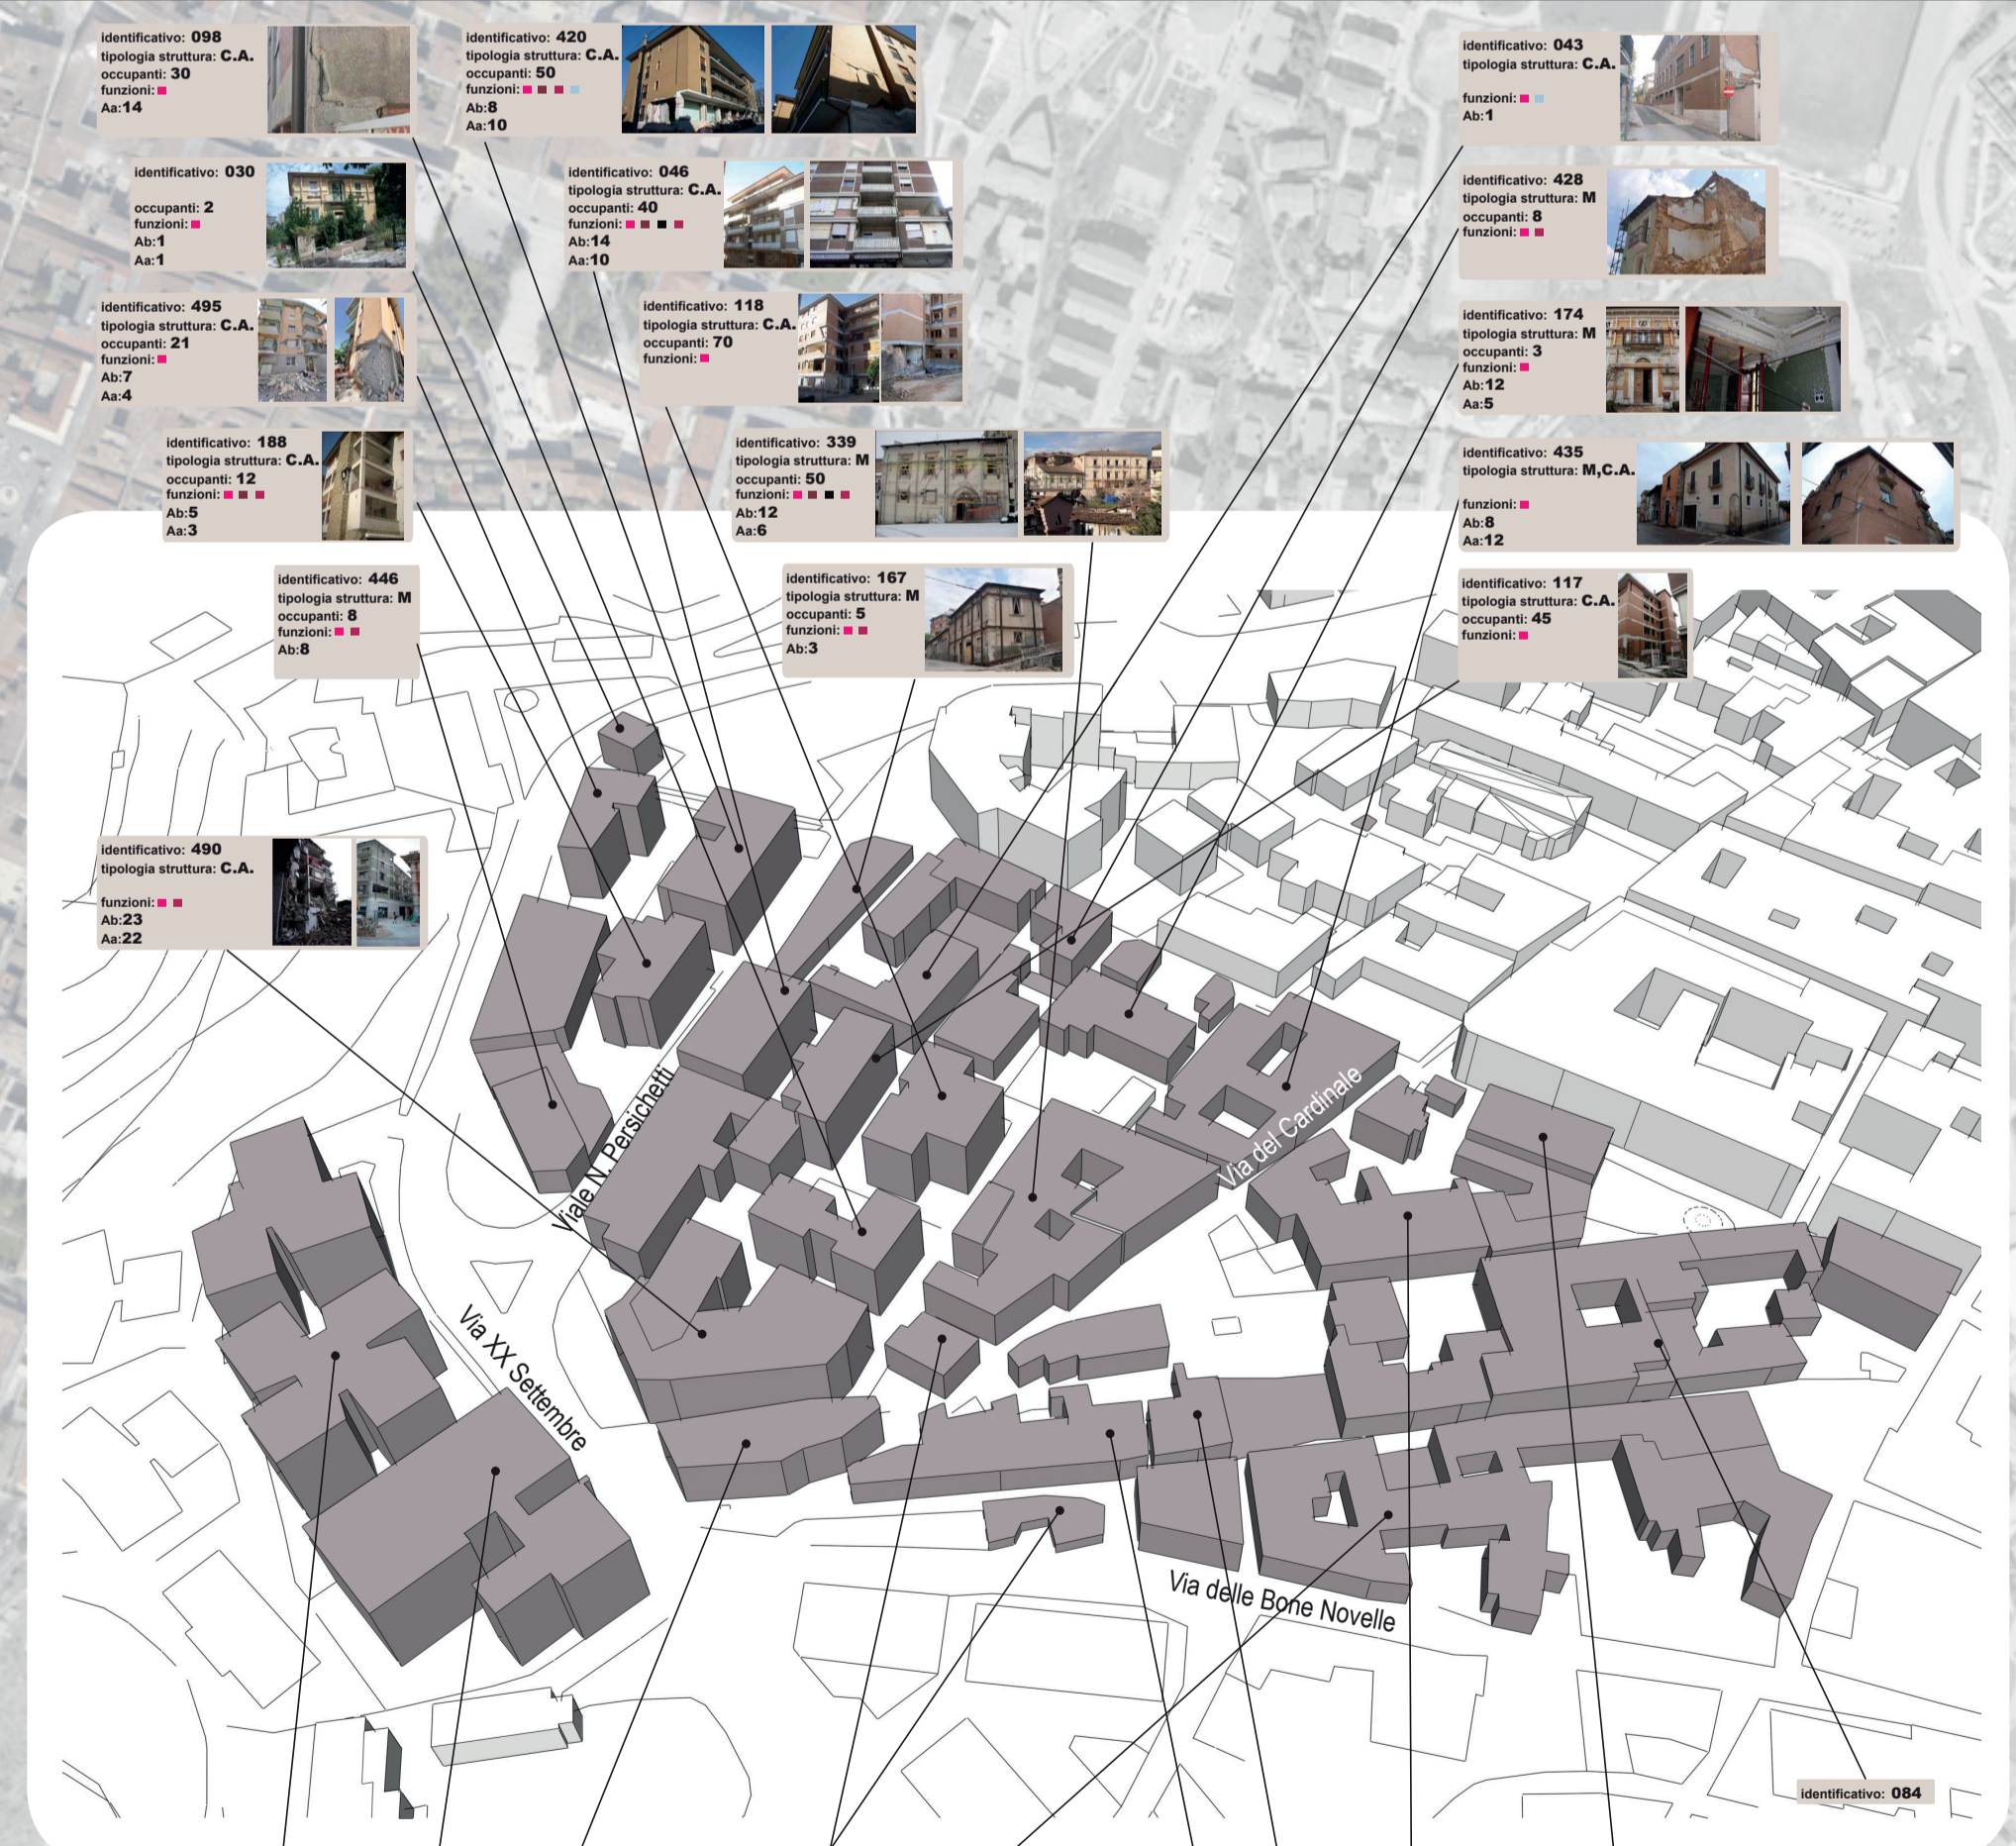 identificativo: 098
tipologia struttura: C.A.
occupanti: 30
funzioni:
Aa:14
identificativo: 420
tipologia struttura: C.A.
occupanti: 50
funzioni:
Ab:8
Aa:10
identificativo: 043
tipologia struttura: C.A.
funzioni:
Ab:1
identificativo: 030
occupanti: 2
funzioni:
Ab:1
Aa:1
identificativo: 046
tipologia struttura: C.A.
occupanti: 40
funzioni:
Ab:14
Aa:10
identificativo: 428
tipologia struttura: M
occupanti: 8
funzioni:
identificativo: 495
tipologia struttura: C.A.
occupanti: 21
funzioni:
Ab:7
Aa:4
identificativo: 118
tipologia struttura: C.A.
occupanti: 70
funzioni:
identificativo: 174
tipologia struttura: M
occupanti: 3
funzioni:
Ab:12
Aa:5
identificativo: 188
tipologia struttura: C.A.
occupanti: 12
funzioni:
Ab:5
Aa:3
identificativo: 339
tipologia struttura: M
occupanti: 50
funzioni:
Ab:12
Aa:6
identificativo: 435
tipologia struttura: M,C.A.
funzioni:
Ab:8
Aa:12
identificativo: 446
tipologia struttura: M
occupanti: 8
funzioni:
Ab:8
identificativo: 167
tipologia struttura: M
occupanti: 5
funzioni:
Ab:3
identificativo: 117
tipologia struttura: C.A.
occupanti: 45
funzioni:
identificativo: 490
tipologia struttura: C.A.
funzioni:
Ab:23
Aa:22
Viale N. Persichetti
Via del Cardinale
Via XX Settembre
Via delle Bone Novelle
identificativo: 084